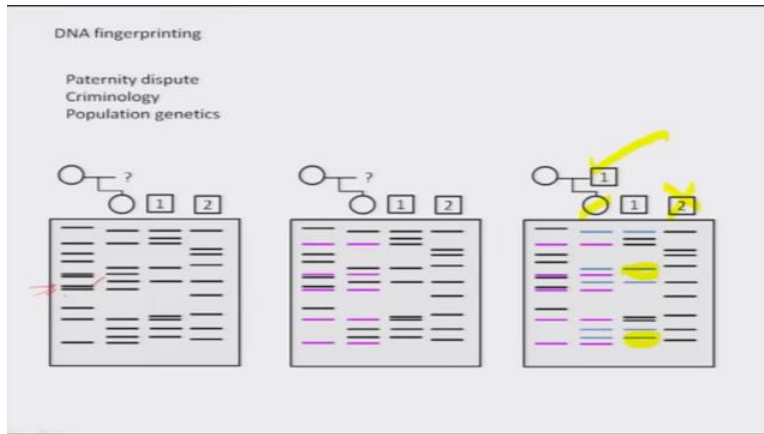 DNA fingerprinting
Paternity dispute
Criminology
Population genetics
? ? 1
1 2 1 2 1 2